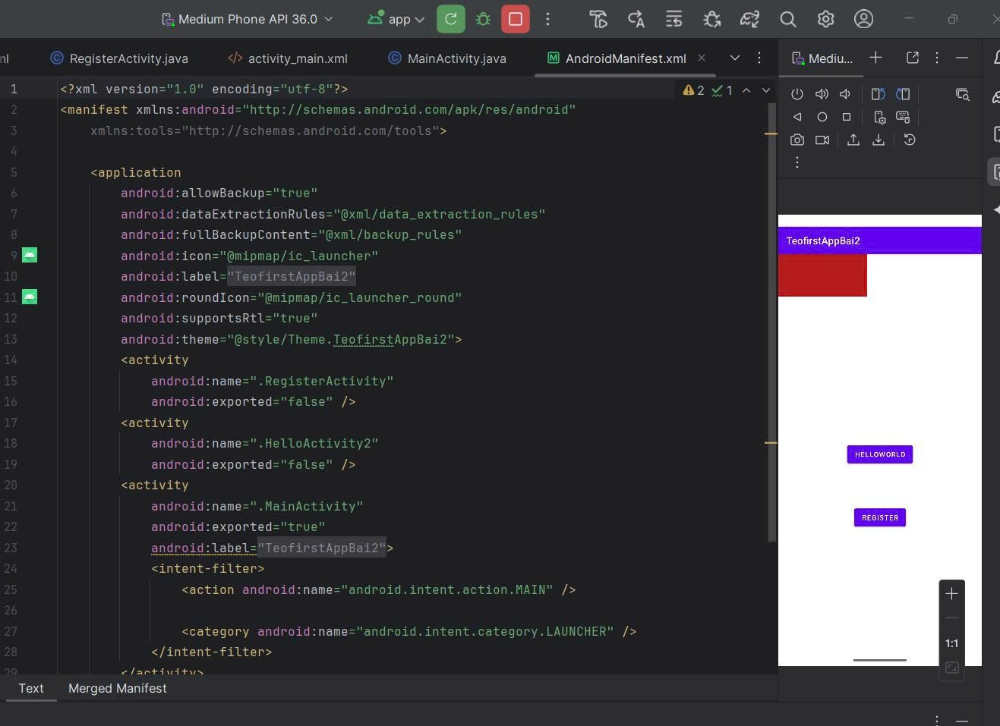 Medium Phone API 36.0
app
ml
RegisterActivity.java
activity_main.xml
MainActivity.java
AndroidManifest.xml
Mediu...
1 <?xml version="1.0" encoding="utf-8"?>
2 1
2 <manifest xmlns:android="http://schemas.android.com/apk/res/android"
3 xmlns:tools="http://schemas.android.com/tools">
4
5 <application
6 android:allowBackup="true"
7 android:dataExtractionRules="@xml/data_extraction_rules"
8 android:fullBackupContent="@xml/backup_rules"
9 android:icon="@mipmap/ic_launcher"
10 android:label="TeofirstAppBai2"
11 android:roundIcon="@mipmap/ic_launcher_round"
12 android:supportsRtl="true"
13 android:theme="@style/Theme.TeofirstAppBai2">
14 <activity
15 android:name=".RegisterActivity"
16 android:exported="false" />
17 <activity
18 android:name=".HelloActivity2"
19 android:exported="false" />
20 <activity
21 android:name=".MainActivity"
22 android:exported="true"
23 android:label="TeofirstAppBai2">
24 <intent-filter>
25 <action android:name="android.intent.action.MAIN" />
26
27 <category android:name="android.intent.category.LAUNCHER" />
28 </intent-filter>
29 </activity>
Text
Merged Manifest
TeofirstAppBai2
HELLOWORLD
REGISTER
1:1